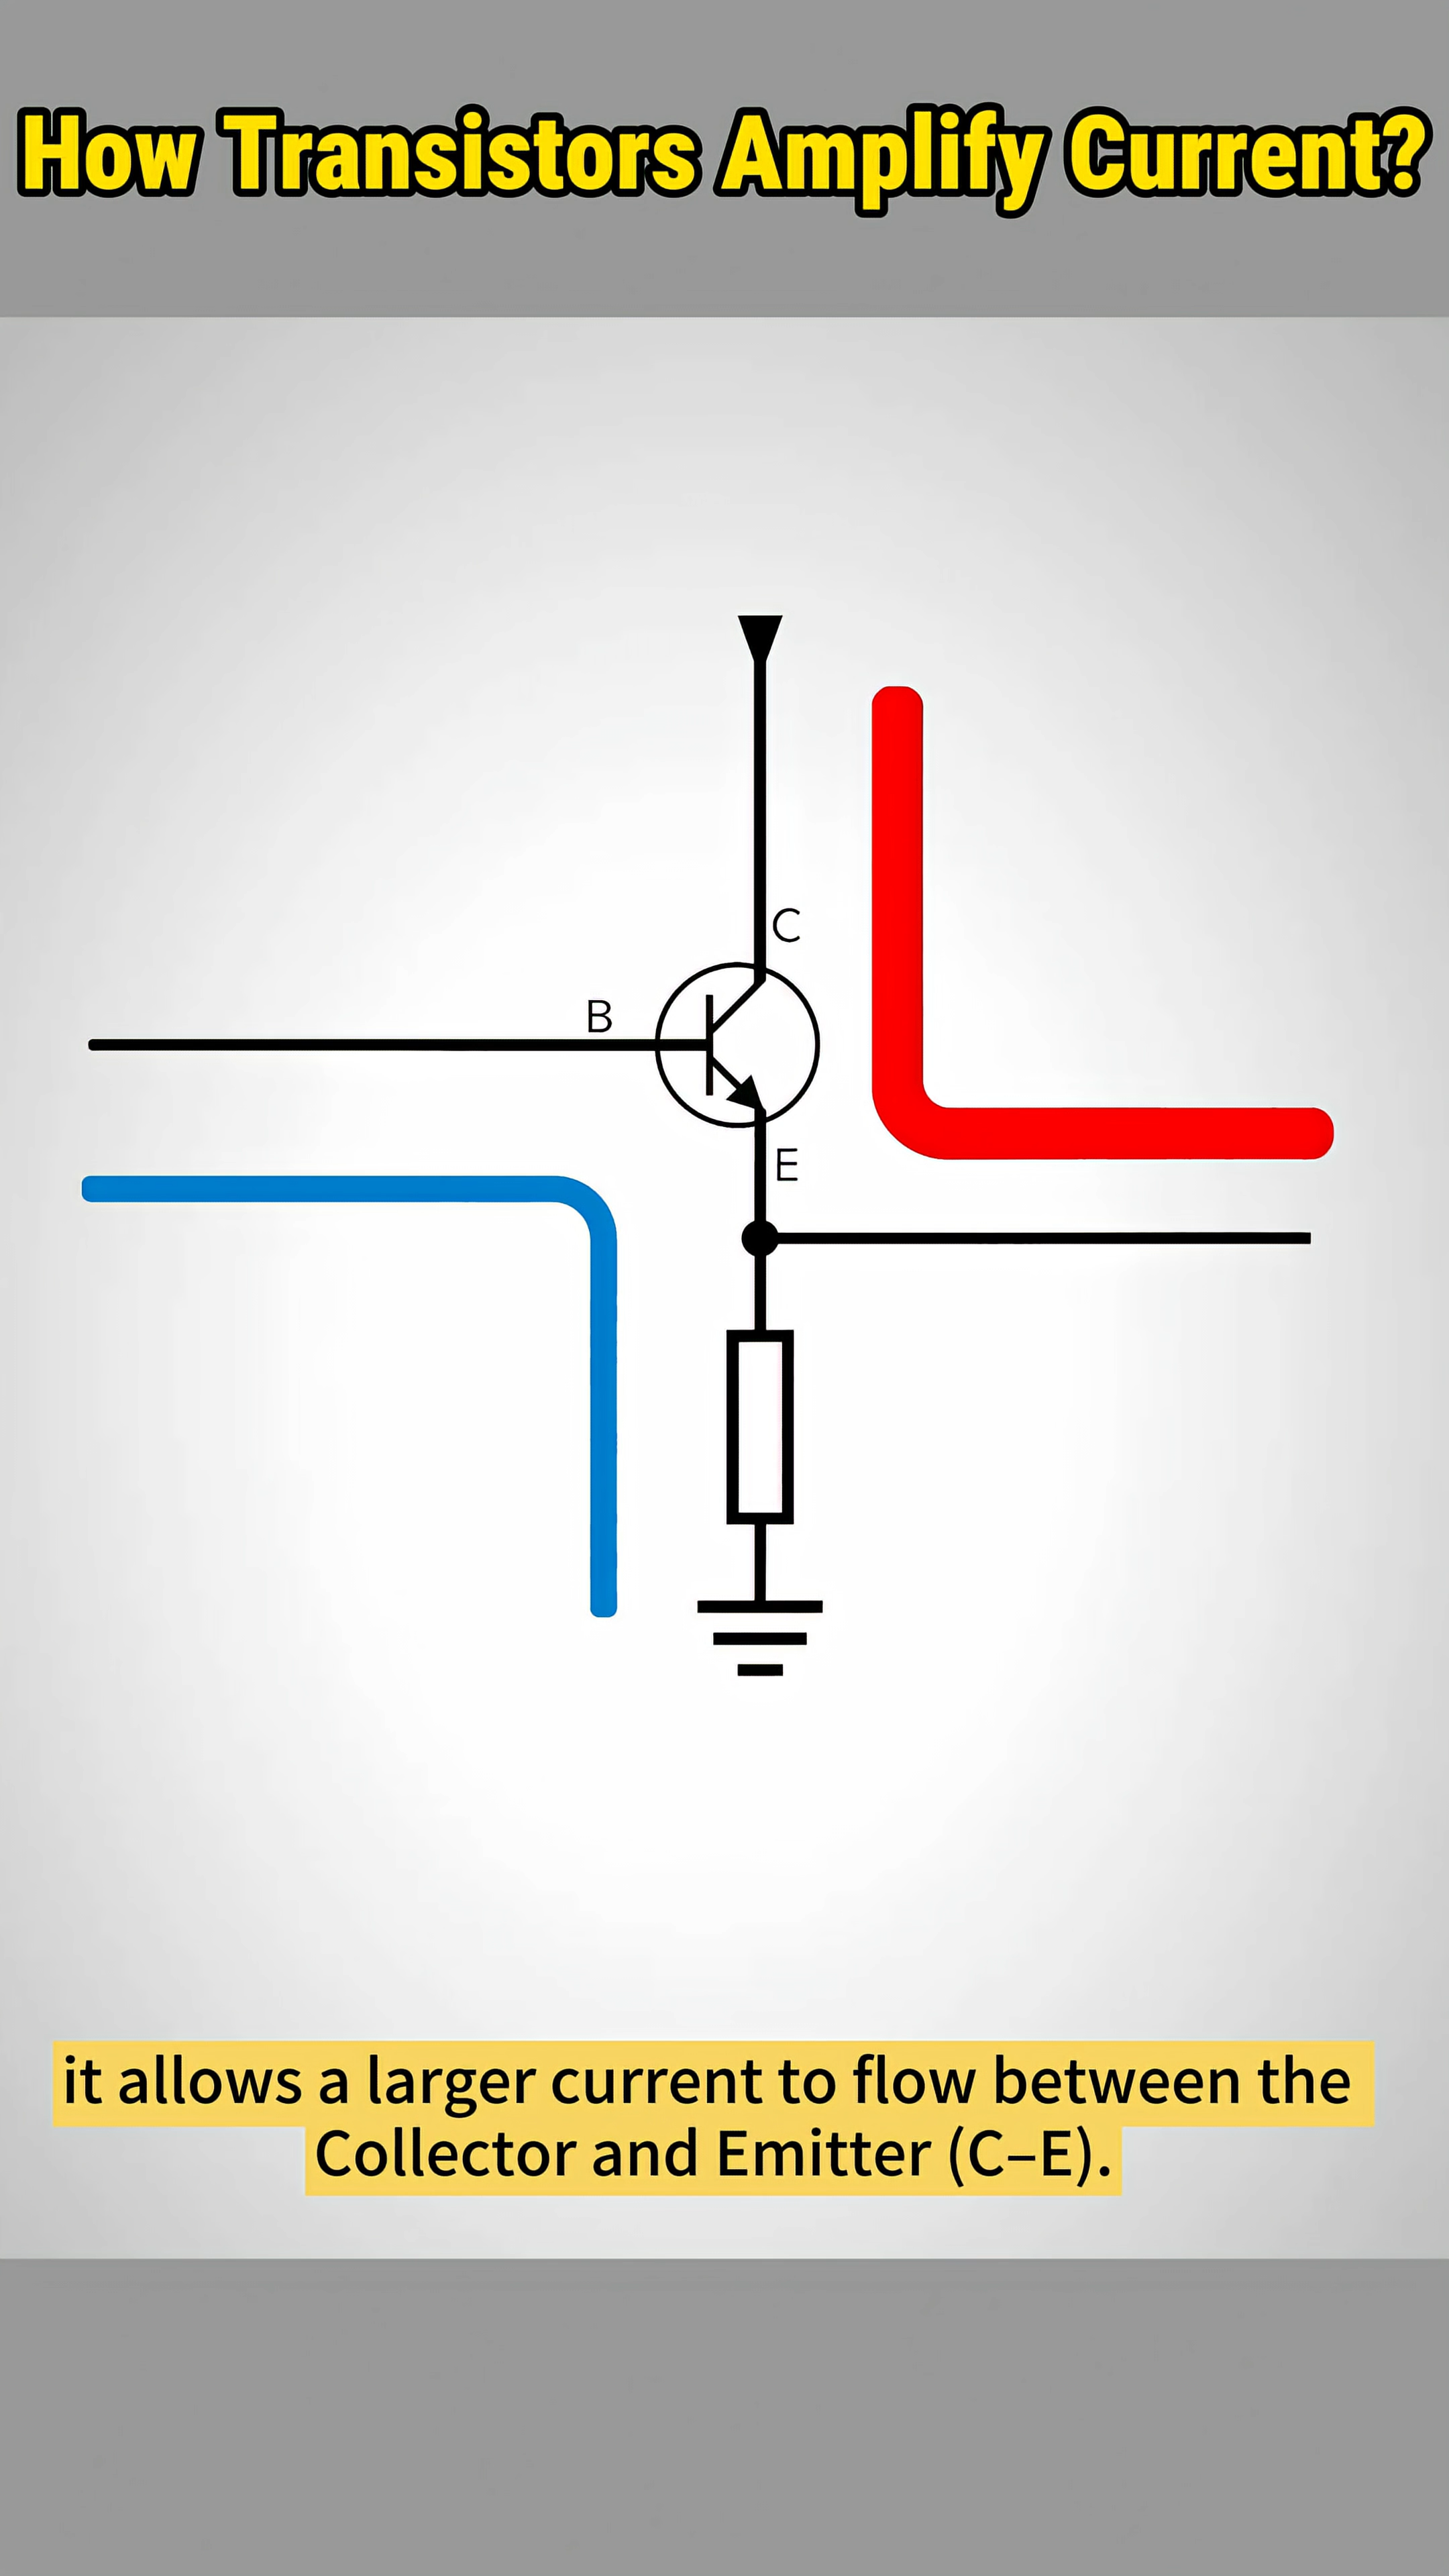 How Transistors Amplify Current?
C
B
E
it allows a larger current to flow between the
Collector and Emitter (C–E).